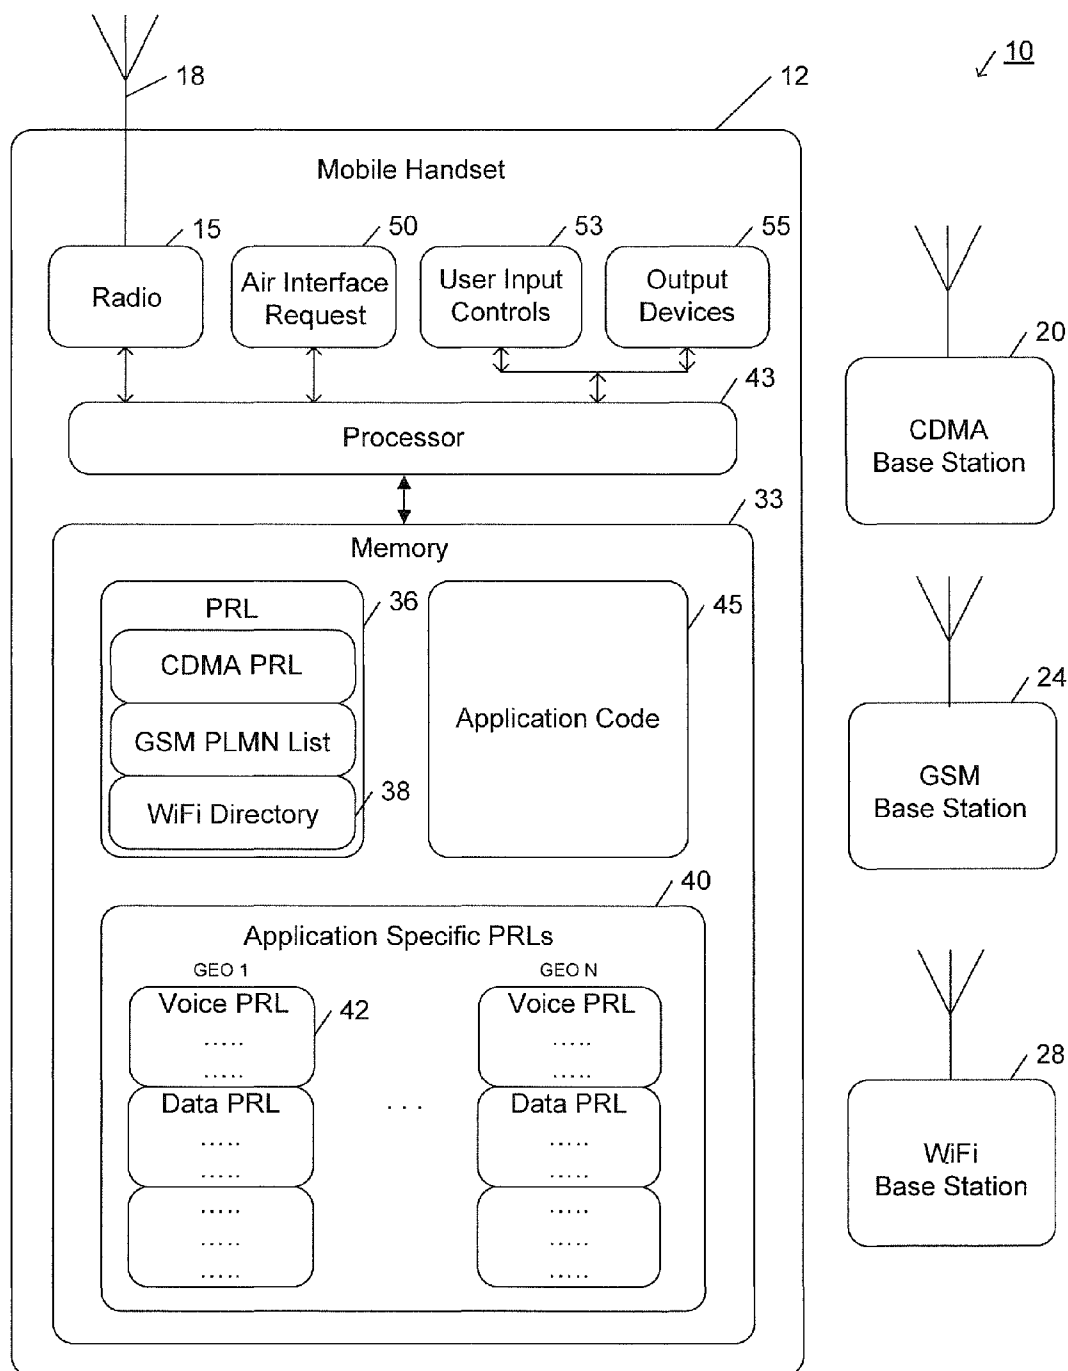 18
10
12
Mobile Handset
15
50
53
55
Radio
Air Interface
Request
User Input
Controls
Output
Devices
20
43
Processor
CDMA
Base Station
33
Memory
36
45
PRL
CDMA PRL
GSM PLMN List
WiFi Directory
38
Application Code
24
GSM
Base Station
40
Application Specific PRLs
GEO 1
GEO N
Voice PRL
.....
.....
42
Voice PRL
.....
.....
Data PRL
.....
.....
...
Data PRL
.....
.....
.....
.....
.....
.....
.....
.....
28
WiFi
Base Station